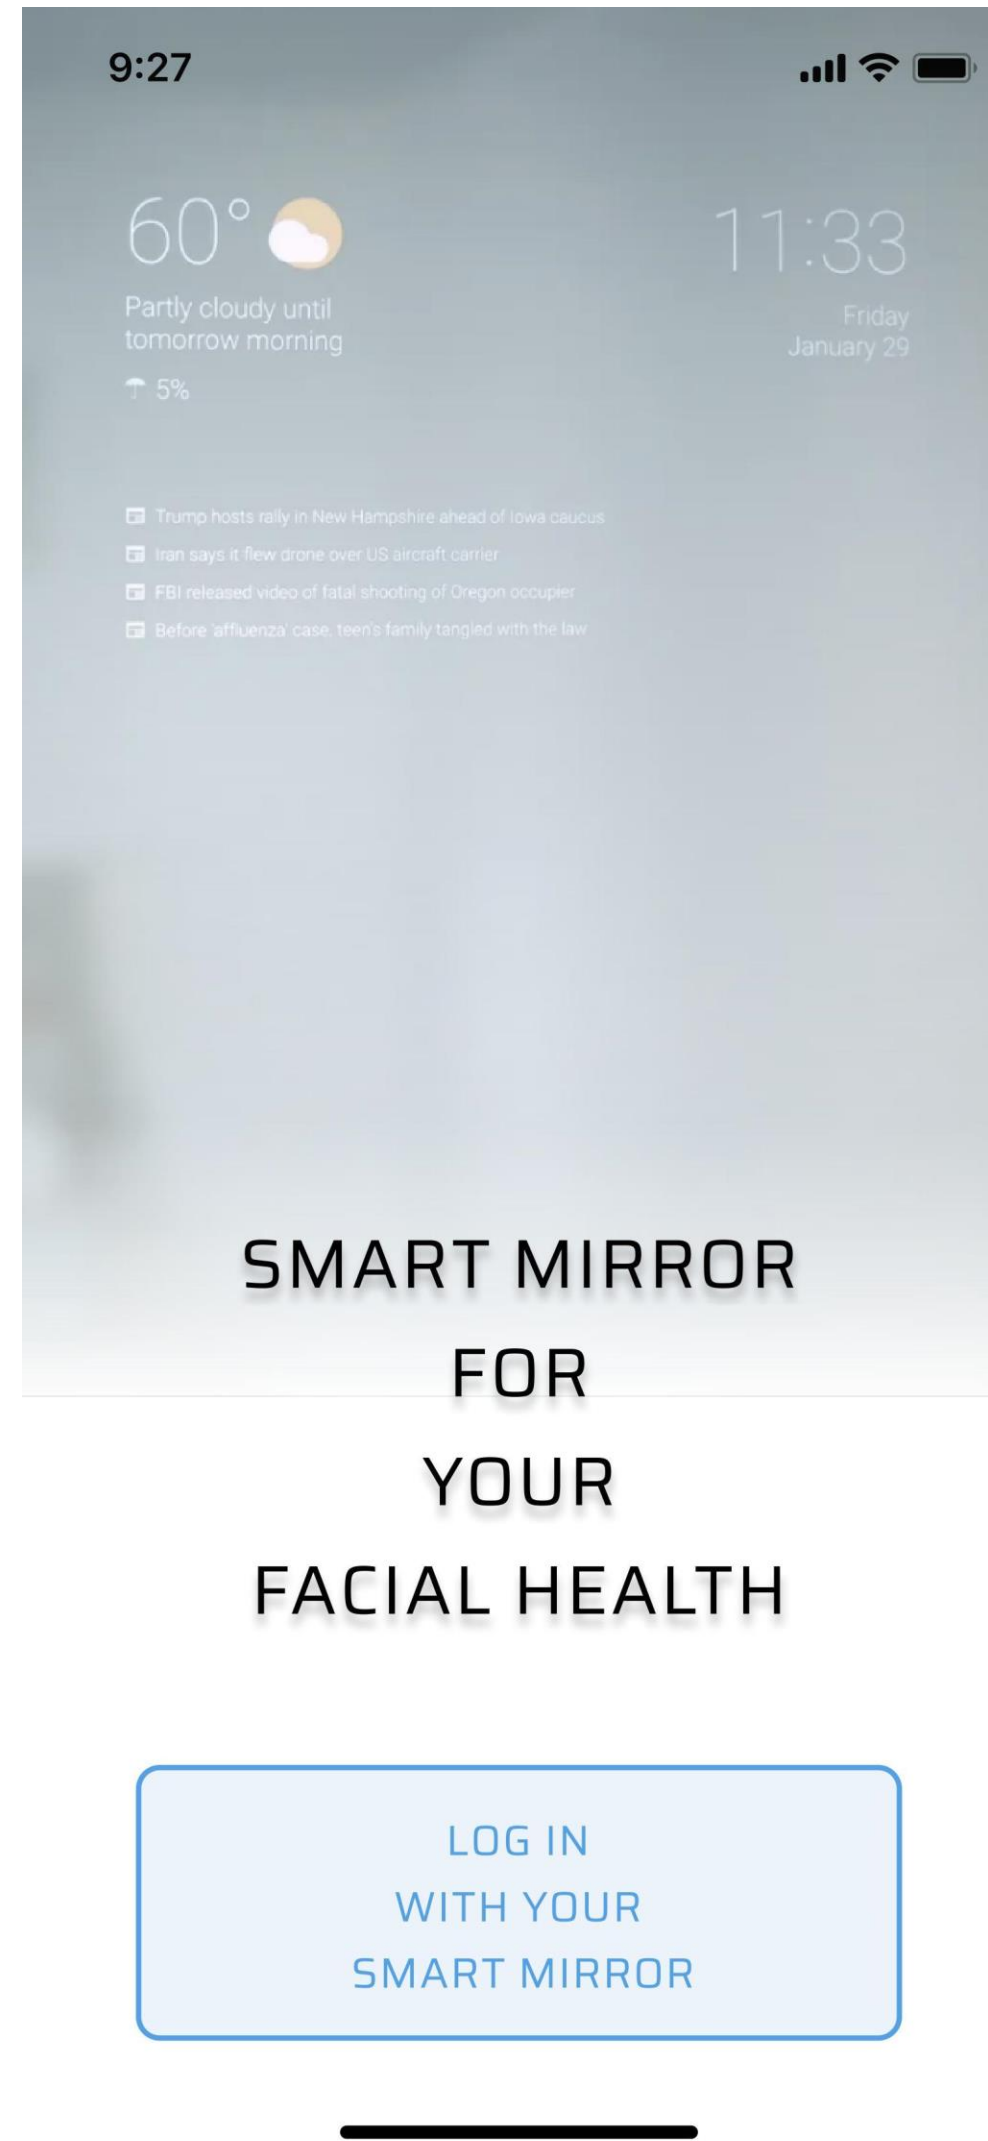 9:27
60°
11:33
Partly cloudy until
tomorrow morning
Friday
January 29
5%
Trump hosts rally in New Hampshire ahead of Iowa caucus
Iran says it flew drone over US aircraft carrier
FBI released video of fatal shooting of Oregon occupier
Before 'affluenza' case, teen's family tangled with the law
SMART MIRROR
FOR
YOUR
FACIAL HEALTH
LOG IN
WITH YOUR
SMART MIRROR